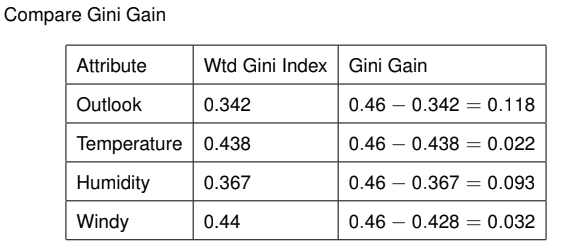 Compare Gini Gain
Attribute Wtd Gini Index Gini Gain
Outlook 0.342 0.46 − 0.342 = 0.118
Temperature 0.438 0.46 − 0.438 = 0.022
Humidity 0.367 0.46 − 0.367 = 0.093
Windy 0.44 0.46 − 0.428 = 0.032